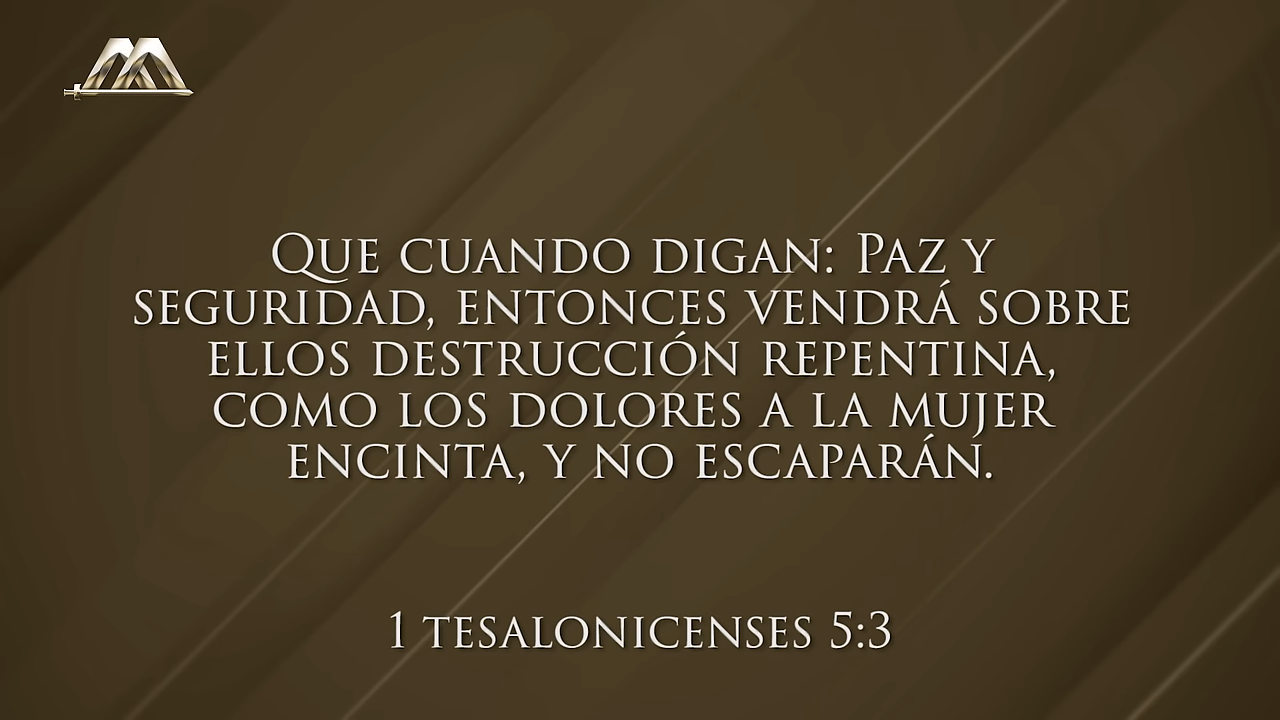 Que cuando digan: Paz y
seguridad, entonces vendrá sobre
ellos destrucción repentina,
como los dolores a la mujer
encinta, y no escaparán.
1 tesalonicenses 5:3